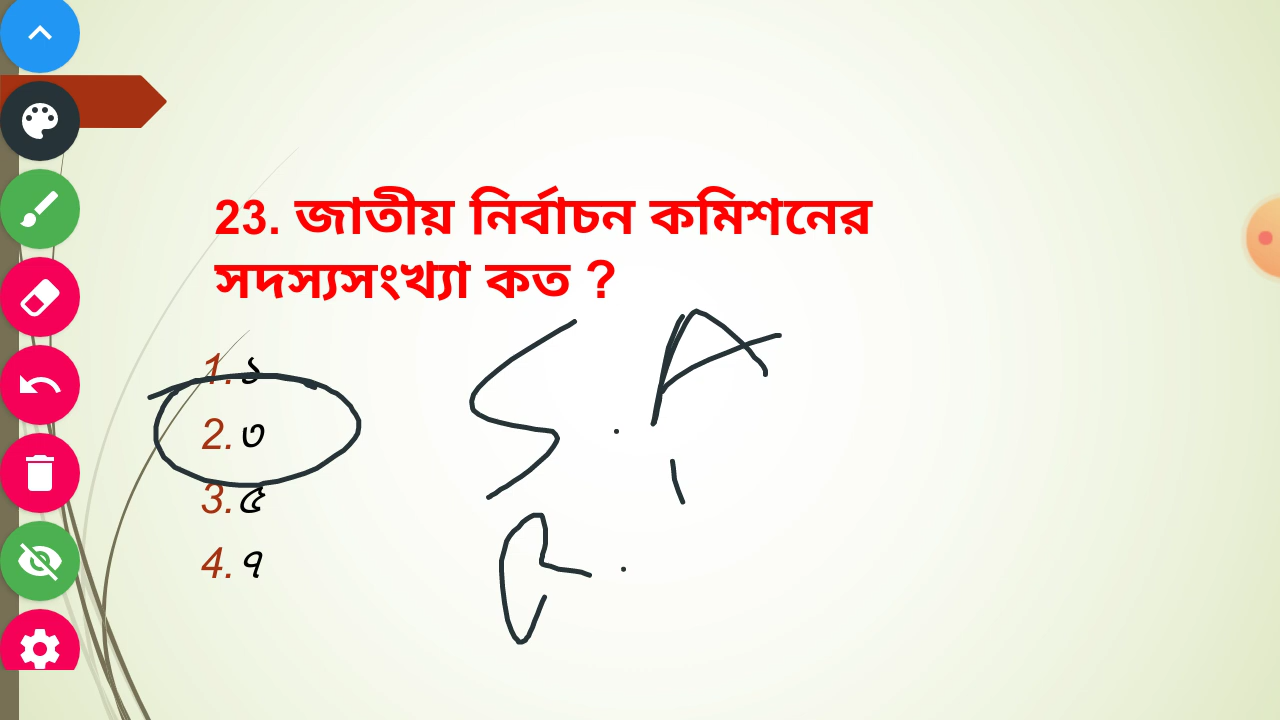 23. জাতীয় নির্বাচন কমিশনের
সদস্যসংখ্যা কত ?
1. ১
2. ৩
3. ৫
4. ৭